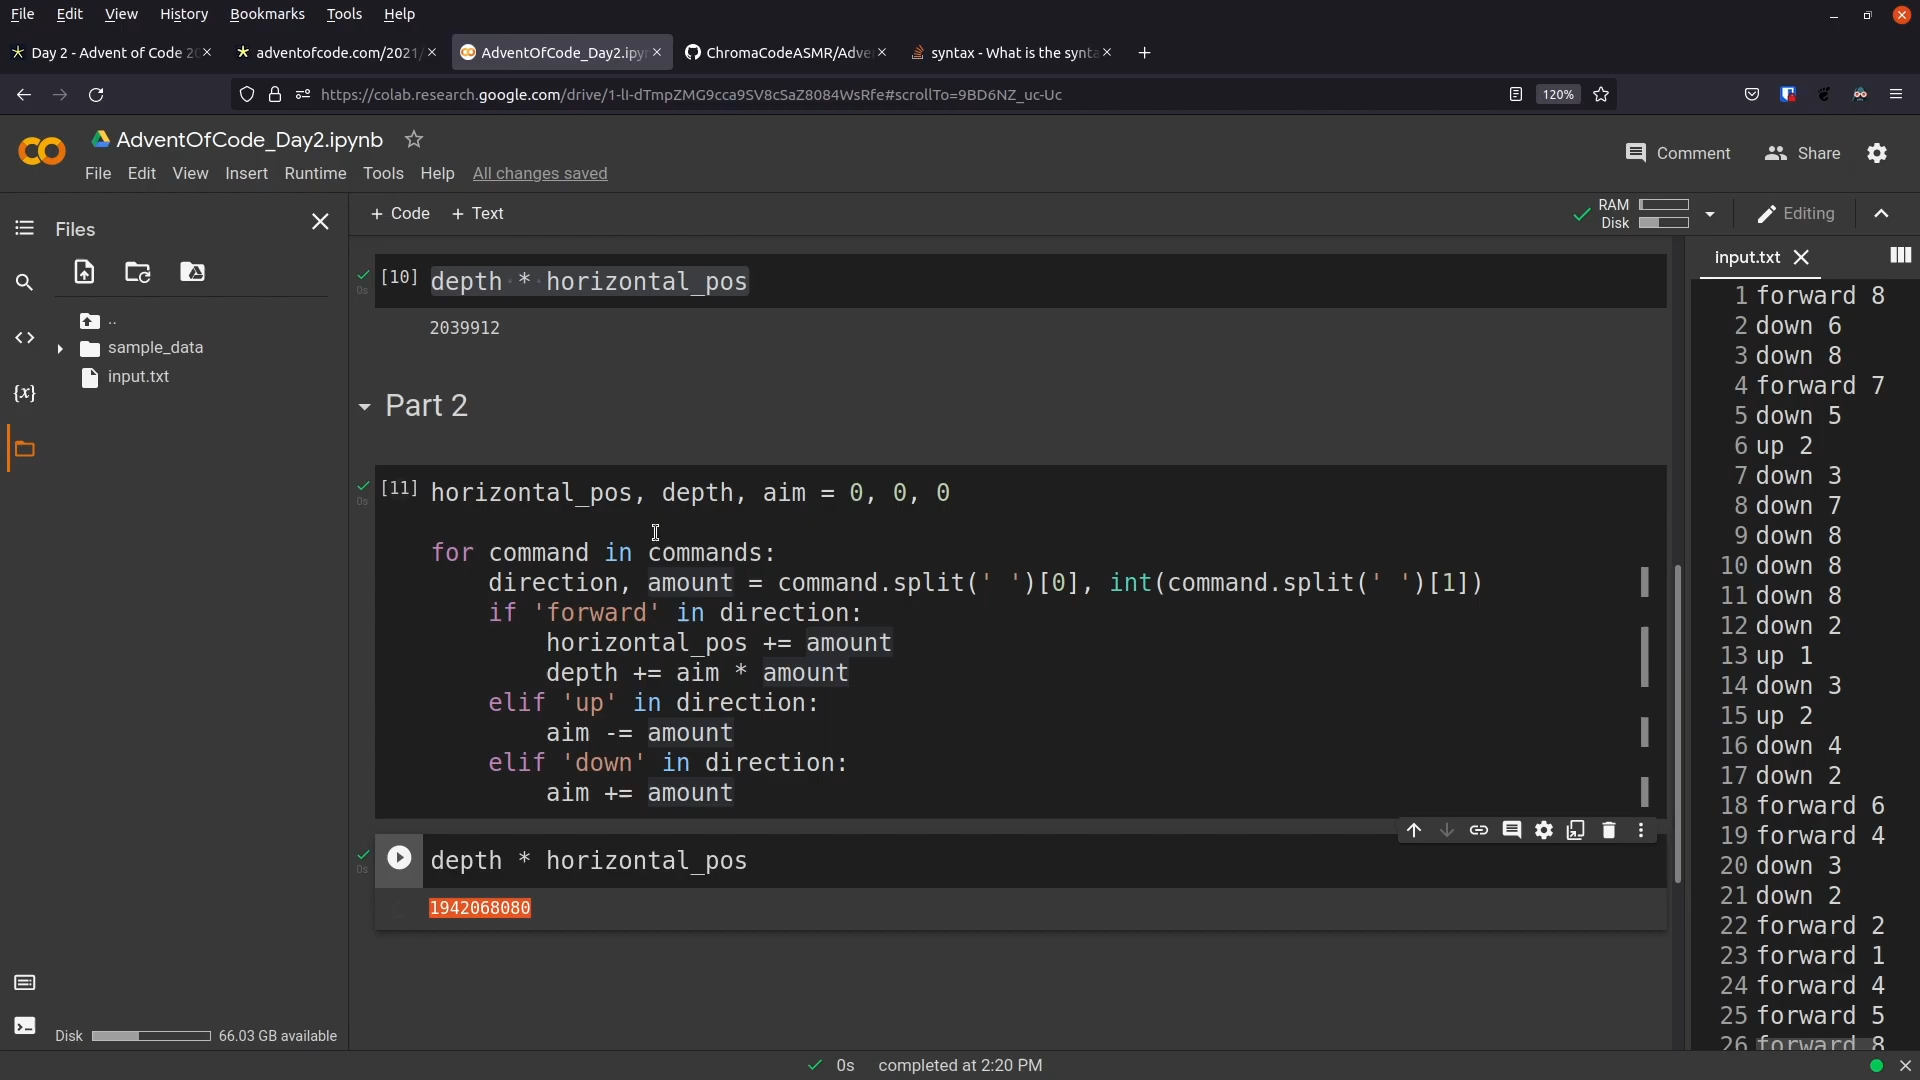 File Edit View History Bookmarks Tools Help
Day 2 - Advent of Code 20
adventofcode.com/2021/
AdventOfCode_Day2.ipy
ChromaCodeASMR/Adve
syntax - What is the synta
https://colab.research.google.com/drive/1-lI-dTmpZMG9cca9SV8cSaZ8084WsRfe#scrollTo=9BD6NZ_uc-Uc
120%
AdventOfCode_Day2.ipynb
Comment
Share
File Edit View Insert Runtime Tools Help All changes saved
Files
+ Code + Text
RAM
Disk
Editing
..
sample_data
input.txt
{x}
Disk
66.03 GB available
0s
[10] depth * horizontal_pos
2039912
Part 2
0s
[11] horizontal_pos, depth, aim = 0, 0, 0
for command in commands:
direction, amount = command.split(' ')[0], int(command.split(' ')[1])
if 'forward' in direction:
horizontal_pos += amount
depth += aim * amount
elif 'up' in direction:
aim -= amount
elif 'down' in direction:
aim += amount
0s
depth * horizontal_pos
1942068080
input.txt
1 forward 8
2 down 6
3 down 8
4 forward 7
5 down 5
6 up 2
7 down 3
8 down 7
9 down 8
10 down 8
11 down 8
12 down 2
13 up 1
14 down 3
15 up 2
16 down 4
17 down 2
18 forward 6
19 forward 4
20 down 3
21 down 2
22 forward 2
23 forward 1
24 forward 4
25 forward 5
26 forward 8
0s completed at 2:20 PM